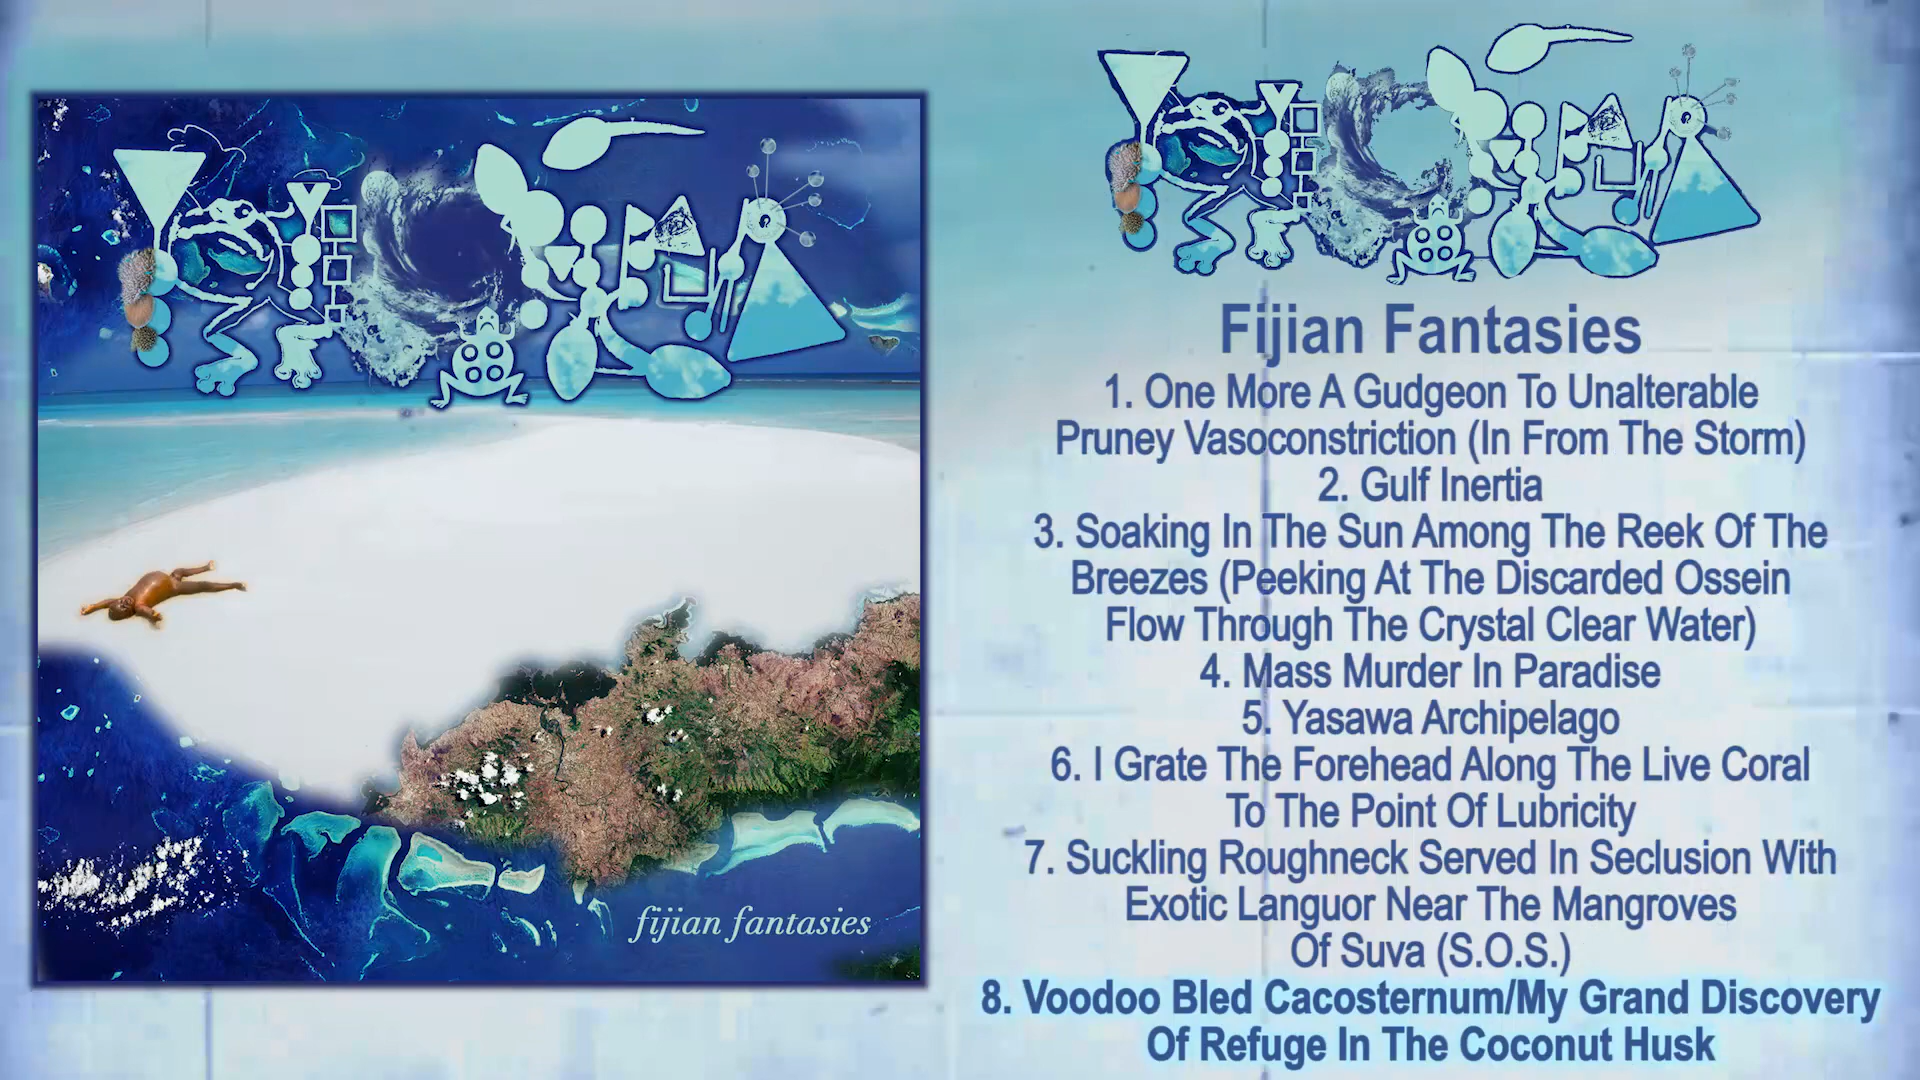 fijian fantasies
Fijian Fantasies
1. One More A Gudgeon To Unalterable
Pruney Vasoconstriction (In From The Storm)
2. Gulf Inertia
3. Soaking In The Sun Among The Reek Of The
Breezes (Peeking At The Discarded Ossein
Flow Through The Crystal Clear Water)
4. Mass Murder In Paradise
5. Yasawa Archipelago
6. I Grate The Forehead Along The Live Coral
To The Point Of Lubricity
7. Suckling Roughneck Served In Seclusion With
Exotic Languor Near The Mangroves
Of Suva (S.O.S.)
8. Voodoo Bled Cacosternum/My Grand Discovery
Of Refuge In The Coconut Husk